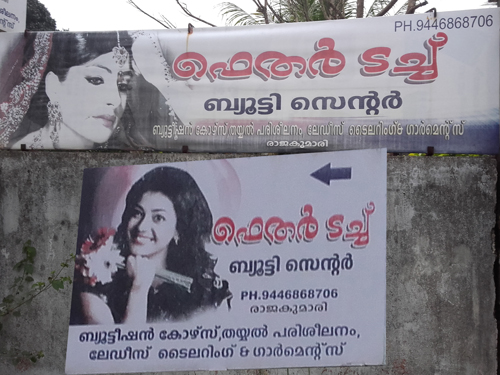 PH.9446868706
ഫെതർ ടച്ച്
ബ്യൂട്ടി സെന്റർ
ബ്യൂട്ടീഷൻ കോഴ്സ്,തയ്യൽ പരിശീലനം, ലേഡീസ് ടൈലറിംഗ്& ഗാർമെന്റ്സ്
രാജകുമാരി
ഫെതർ ടച്ച്
ബ്യൂട്ടി സെന്റർ
PH.9446868706
രാജകുമാരി
ബ്യൂട്ടീഷൻ കോഴ്സ്,തയ്യൽ പരിശീലനം,
ലേഡീസ് ടൈലറിംഗ് & ഗാർമെന്റ്സ്